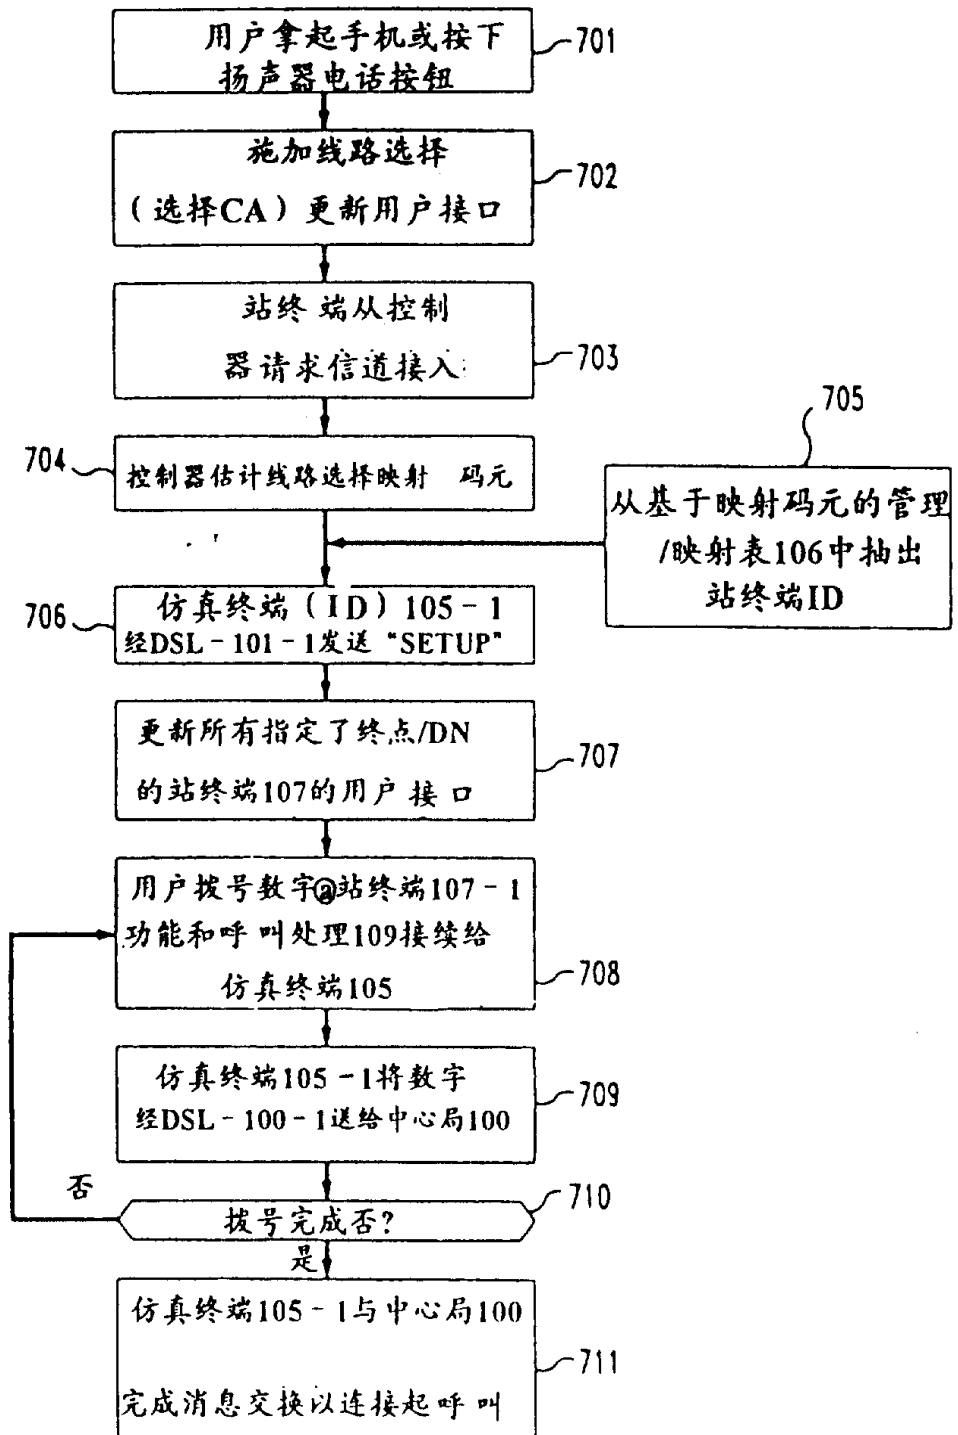 用户拿起手机或按下
扬声器电话按钮
701
施加线路选择
（选择CA）更新用户接口
702
站终 端从控制
器请求信道接入
703
704
控制器估计线路选择映射 码元
705
从基于映射码元的管理
/映射表106中抽出
站终端ID
706
仿真终端（ID）105-1
经DSL-101-1发送“SETUP”
更新所有指定了终点/DN
的站终端107的用户接口
707
用户拨号数字@站终端107-1
功能和呼叫处理109接续给
仿真终端105
708
仿真终端105-1将数字
经DSL-100-1送给中心局100
709
否
拨号完成否?
710
是
仿真终端105-1与中心局100
完成消息交换以连接起呼叫
711